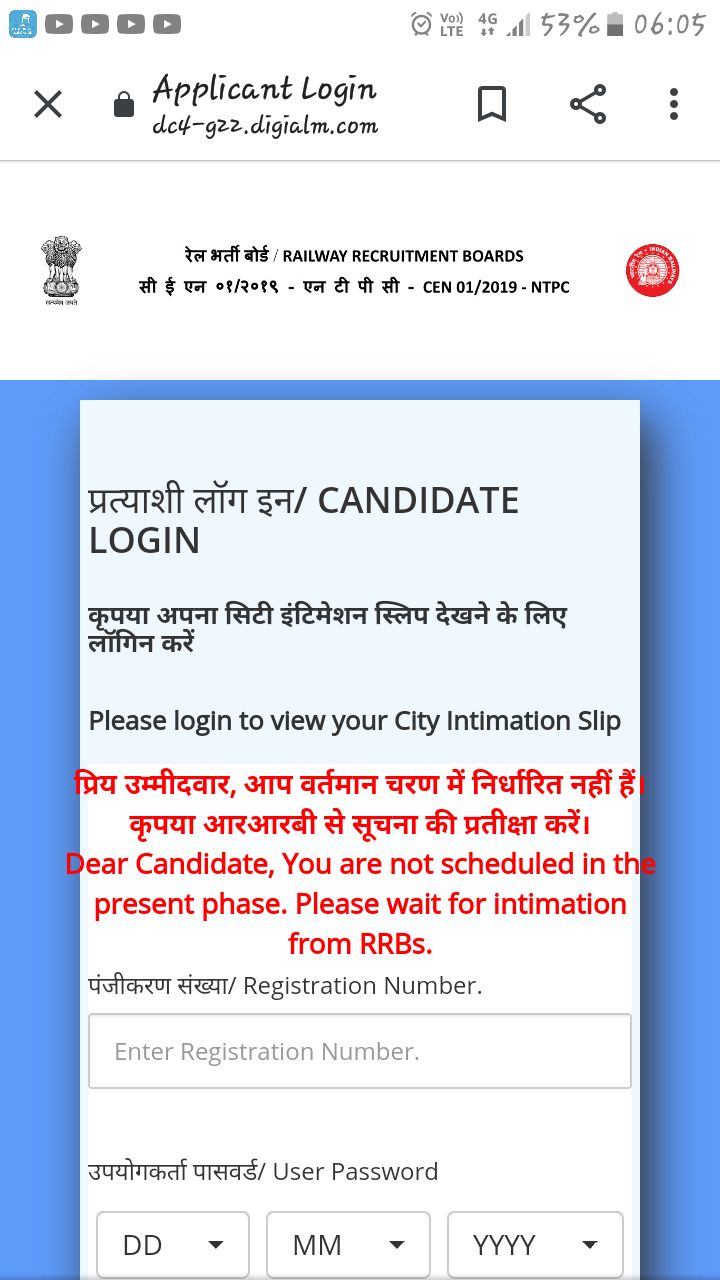 Vo)) 4G 53% 06:05
LTE
Applicant Login
dc4-g22.digialm.com
रेल भर्ती बोर्ड / RAILWAY RECRUITMENT BOARDS
सी ई एन ०१/२०१९ - एन टी पी सी - CEN 01/2019 - NTPC
सत्यमेव जयते
प्रत्याशी लॉग इन/ CANDIDATE
LOGIN
कृपया अपना सिटी इंटिमेशन स्लिप देखने के लिए
लॉगिन करें
Please login to view your City Intimation Slip
प्रिय उम्मीदवार, आप वर्तमान चरण में निर्धारित नहीं हैं।
कृपया आरआरबी से सूचना की प्रतीक्षा करें।
Dear Candidate, You are not scheduled in the
present phase. Please wait for intimation
from RRBs.
पंजीकरण संख्या/ Registration Number.
Enter Registration Number.
उपयोगकर्ता पासवर्ड/ User Password
DD MM YYYY